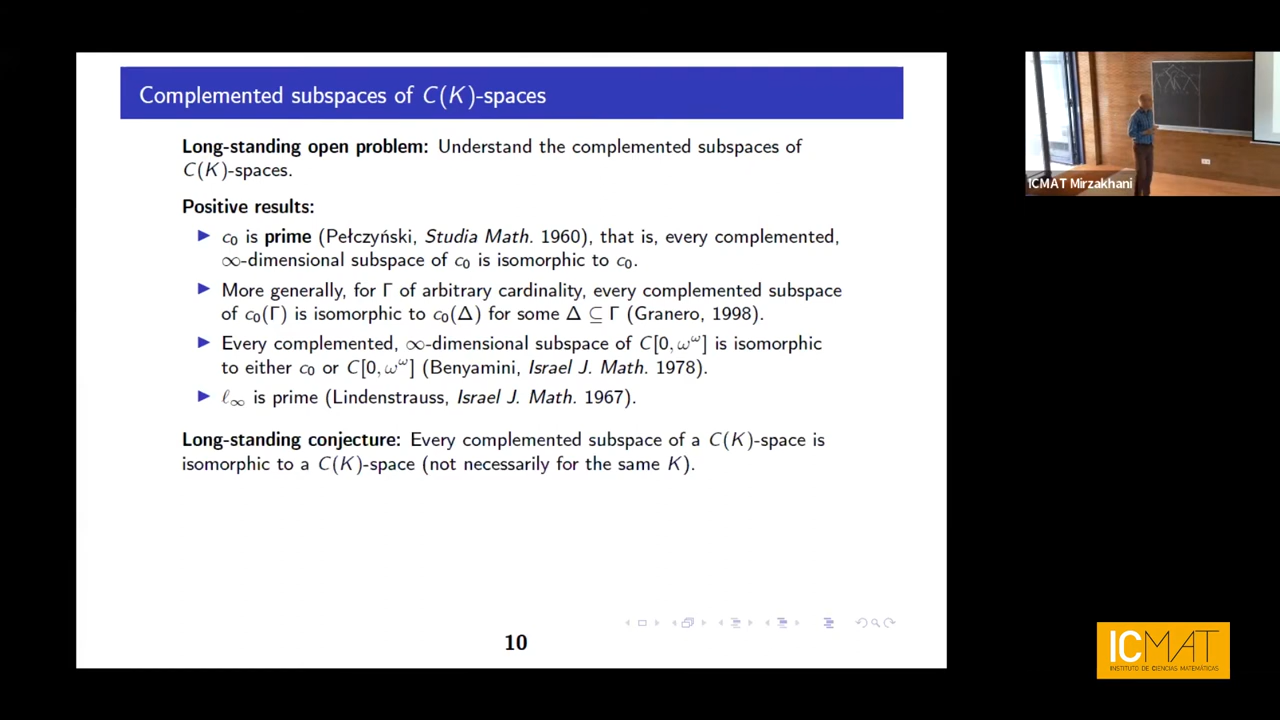 Complemented subspaces of C(K)-spaces
Long-standing open problem: Understand the complemented subspaces of
C(K)-spaces.
Positive results:
▶ c₀ is prime (Pełczyński, Studia Math. 1960), that is, every complemented,
∞-dimensional subspace of c₀ is isomorphic to c₀.
▶ More generally, for Γ of arbitrary cardinality, every complemented subspace
of c₀(Γ) is isomorphic to c₀(Δ) for some Δ ⊆ Γ (Granero, 1998).
▶ Every complemented, ∞-dimensional subspace of C[0, ω^ω] is isomorphic
to either c₀ or C[0, ω^ω] (Benyamini, Israel J. Math. 1978).
▶ ℓ∞ is prime (Lindenstrauss, Israel J. Math. 1967).
Long-standing conjecture: Every complemented subspace of a C(K)-space is
isomorphic to a C(K)-space (not necessarily for the same K).
10
ICMAT Mirzakhani
ICMAT
INSTITUTO DE CIENCIAS MATEMÁTICAS